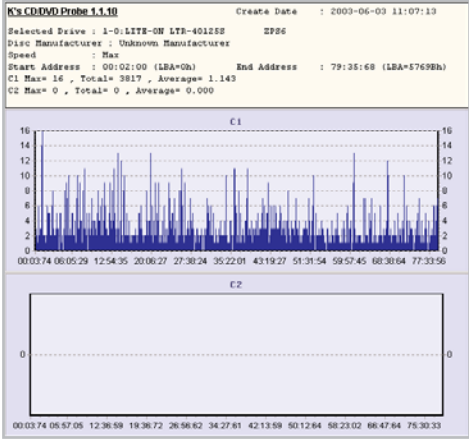 K's CD/DVD Probe 1.1.10 Create Date : 2003-06-03 11:07:13
Selected Drive : 1-0:LITE-ON LTR-40125S ZPS6
Disc Manufacturer : Unknown Manufacturer
Speed : Max
Start Address : 00:02:00 (LBA=0h) End Address : 79:35:68 (LBA=5769Bh)
C1 Max= 16 , Total= 3817 , Average= 1.143
C2 Max= 0 , Total= 0 , Average= 0.000
C1
16 16
14 14
12 12
10 10
8 8
6 6
4 4
2 2
0 0
00:03:74 06:05:29 12:54:35 20:06:27 27:38:24 35:22:01 43:19:27 51:31:54 59:57:45 68:38:64 77:33:56
C2
0 0
00:03:74 05:57:05 12:36:59 19:36:72 26:56:62 34:27:61 42:13:59 50:12:64 58:23:02 66:47:64 75:30:33